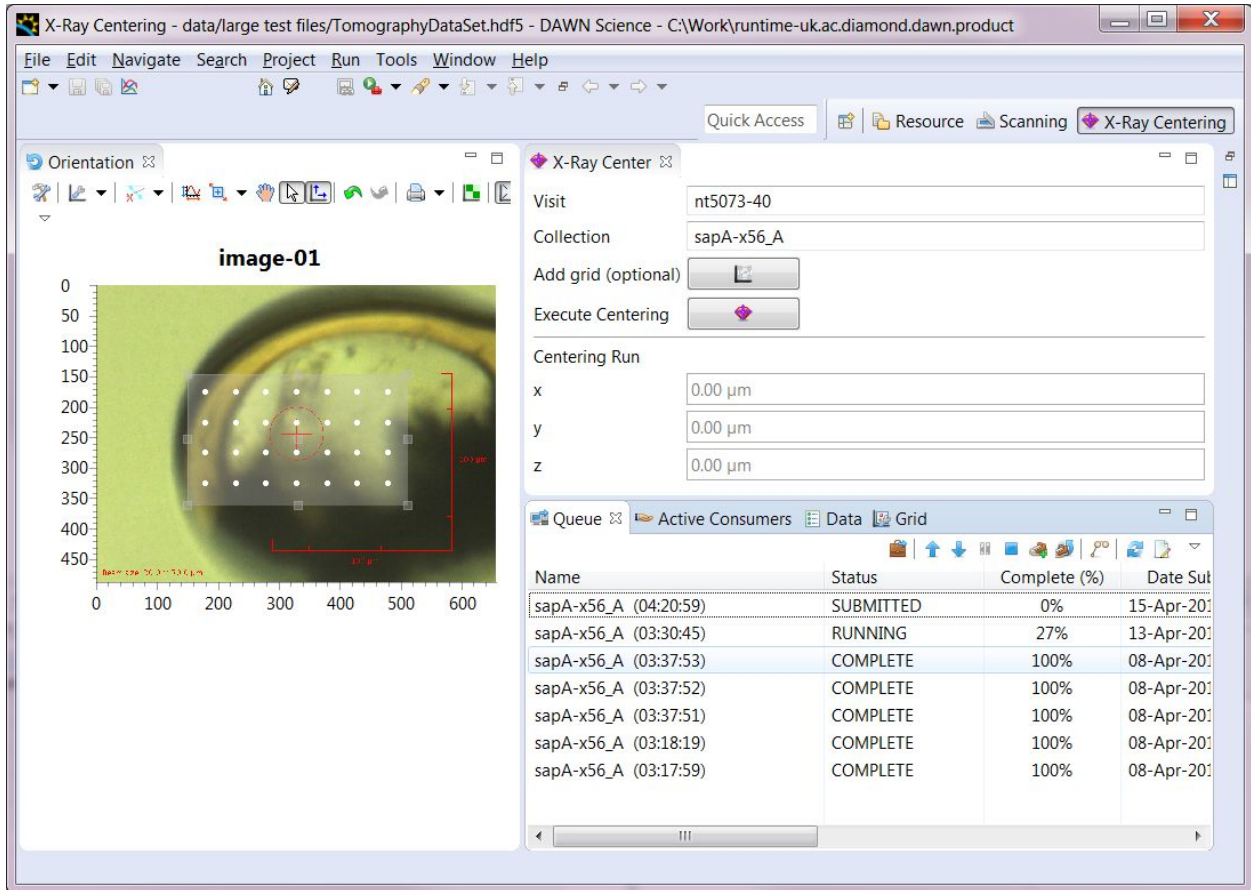 X-Ray Centering - data/large test files/TomographyDataSet.hdf5 - DAWN Science - C:\Work\runtime-uk.ac.diamond.dawn.product
File Edit Navigate Search Project Run Tools Window Help
Quick Access Resource Scanning X-Ray Centering
Orientation
image-01
0
50
100
150
200
250
300
350
400
450
0 100 200 300 400 500 600
100 µm
X-Ray Center
Visit nt5073-40
Collection sapA-x56_A
Add grid (optional)
Execute Centering
Centering Run
x 0.00 µm
y 0.00 µm
z 0.00 µm
Queue Active Consumers Data Grid
Name Status Complete (%) Date Sub
sapA-x56_A (04:20:59) SUBMITTED 0% 15-Apr-201
sapA-x56_A (03:30:45) RUNNING 27% 13-Apr-201
sapA-x56_A (03:37:53) COMPLETE 100% 08-Apr-201
sapA-x56_A (03:37:52) COMPLETE 100% 08-Apr-201
sapA-x56_A (03:37:51) COMPLETE 100% 08-Apr-201
sapA-x56_A (03:18:19) COMPLETE 100% 08-Apr-201
sapA-x56_A (03:17:59) COMPLETE 100% 08-Apr-201